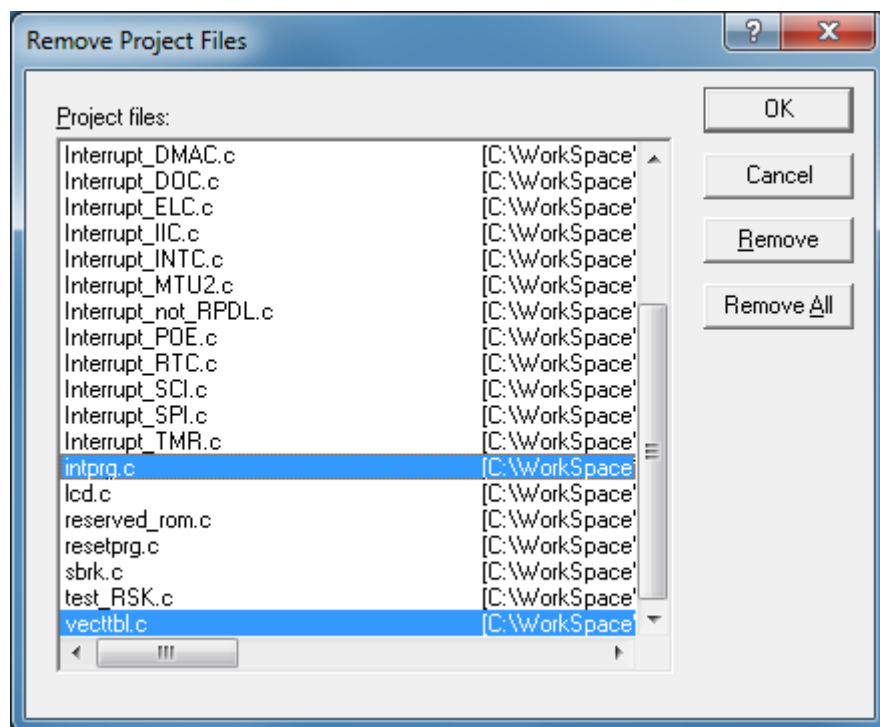 Remove Project Files
Project files:
Interrupt_DMAC.c [C:\WorkSpace'
Interrupt_DOC.c [C:\WorkSpace'
Interrupt_ELC.c [C:\WorkSpace'
Interrupt_IIC.c [C:\WorkSpace'
Interrupt_INTC.c [C:\WorkSpace'
Interrupt_MTU2.c [C:\WorkSpace'
Interrupt_not_RPDL.c [C:\WorkSpace'
Interrupt_POE.c [C:\WorkSpace'
Interrupt_RTC.c [C:\WorkSpace'
Interrupt_SCI.c [C:\WorkSpace'
Interrupt_SPI.c [C:\WorkSpace'
Interrupt_TMR.c [C:\WorkSpace'
intprg.c [C:\WorkSpace'
lcd.c [C:\WorkSpace'
reserved_rom.c [C:\WorkSpace'
resetprg.c [C:\WorkSpace'
sbrk.c [C:\WorkSpace'
test_RSK.c [C:\WorkSpace'
vecttbl.c [C:\WorkSpace'
OK
Cancel
Remove
Remove All